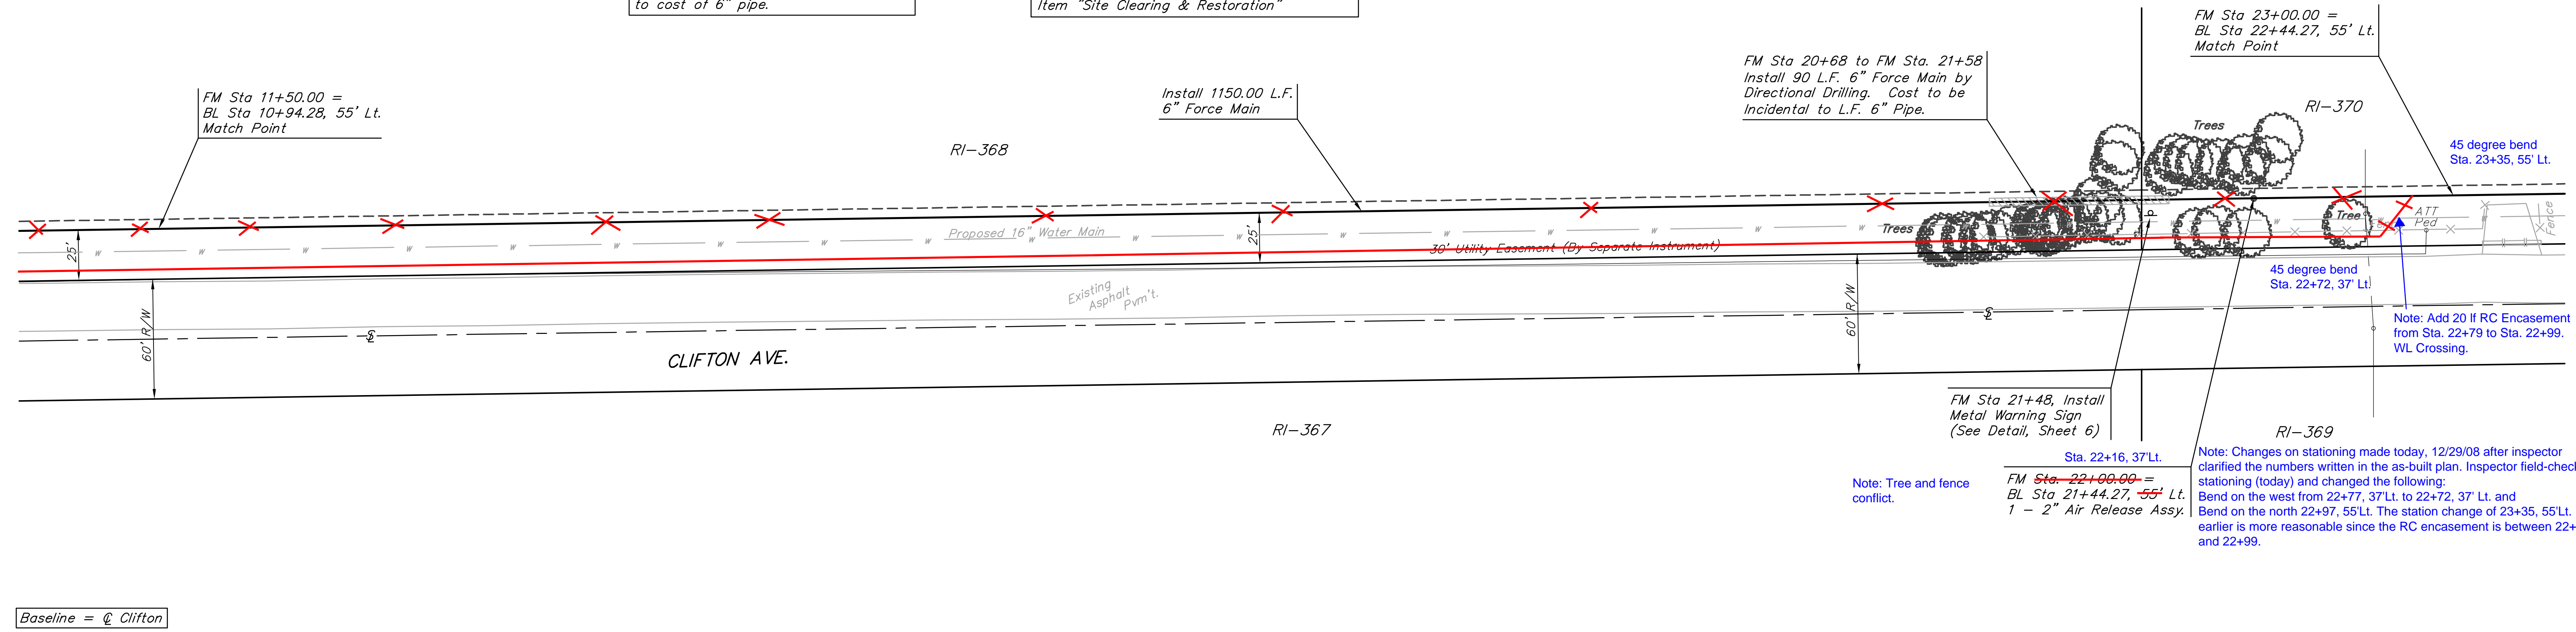 to cost of 6" pipe.
Item "Site Clearing & Restoration"
FM Sta 23+00.00 =
BL Sta 22+44.27, 55' Lt.
Match Point
FM Sta 20+68 to FM Sta. 21+58
Install 90 L.F. 6" Force Main by
Directional Drilling. Cost to be
Incidental to L.F. 6" Pipe.
FM Sta 11+50.00 =
BL Sta 10+94.28, 55' Lt.
Match Point
Install 1150.00 L.F.
6" Force Main
RI-368
RI-370
Trees
45 degree bend
Sta. 23+35, 55' Lt.
25'
W W W W W W W W W W W W W W W W W W
Proposed 16" Water Main
25'
30' Utility Easement (By Separate Instrument)
Trees
Tree
ATT
Ped
Fence
45 degree bend
Sta. 22+72, 37' Lt.
Existing
Asphalt
Pvm't.
60' R/W
60' R/W
CLIFTON AVE.
Note: Add 20 lf RC Encasement
from Sta. 22+79 to Sta. 22+99.
WL Crossing.
FM Sta 21+48, Install
Metal Warning Sign
(See Detail, Sheet 6)
RI-367
RI-369
Sta. 22+16, 37'Lt.
FM Sta. 22+00.00 =
BL Sta 21+44.27, 55' Lt.
1 - 2" Air Release Assy.
Note: Tree and fence
conflict.
Note: Changes on stationing made today, 12/29/08 after inspector
clarified the numbers written in the as-built plan. Inspector field-chec
stationing (today) and changed the following:
Bend on the west from 22+77, 37'Lt. to 22+72, 37' Lt. and
Bend on the north 22+97, 55'Lt. The station change of 23+35, 55'Lt.
earlier is more reasonable since the RC encasement is between 22+
and 22+99.
Baseline = ℄ Clifton